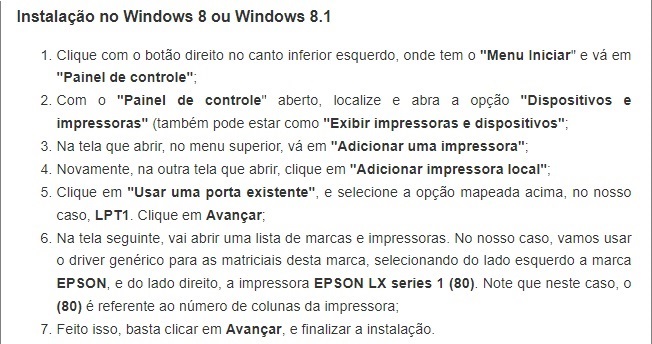 Instalação no Windows 8 ou Windows 8.1
1. Clique com o botão direito no canto inferior esquerdo, onde tem o "Menu Iniciar" e vá em
"Painel de controle";
2. Com o "Painel de controle" aberto, localize e abra a opção "Dispositivos e
impressoras" (também pode estar como "Exibir impressoras e dispositivos";
3. Na tela que abrir, no menu superior, vá em "Adicionar uma impressora";
4. Novamente, na outra tela que abrir, clique em "Adicionar impressora local";
5. Clique em "Usar uma porta existente", e selecione a opção mapeada acima, no nosso
caso, LPT1. Clique em Avançar;
6. Na tela seguinte, vai abrir uma lista de marcas e impressoras. No nosso caso, vamos usar
o driver genérico para as matriciais desta marca, selecionando do lado esquerdo a marca
EPSON, e do lado direito, a impressora EPSON LX series 1 (80). Note que neste caso, o
(80) é referente ao número de colunas da impressora;
7. Feito isso, basta clicar em Avançar, e finalizar a instalação.